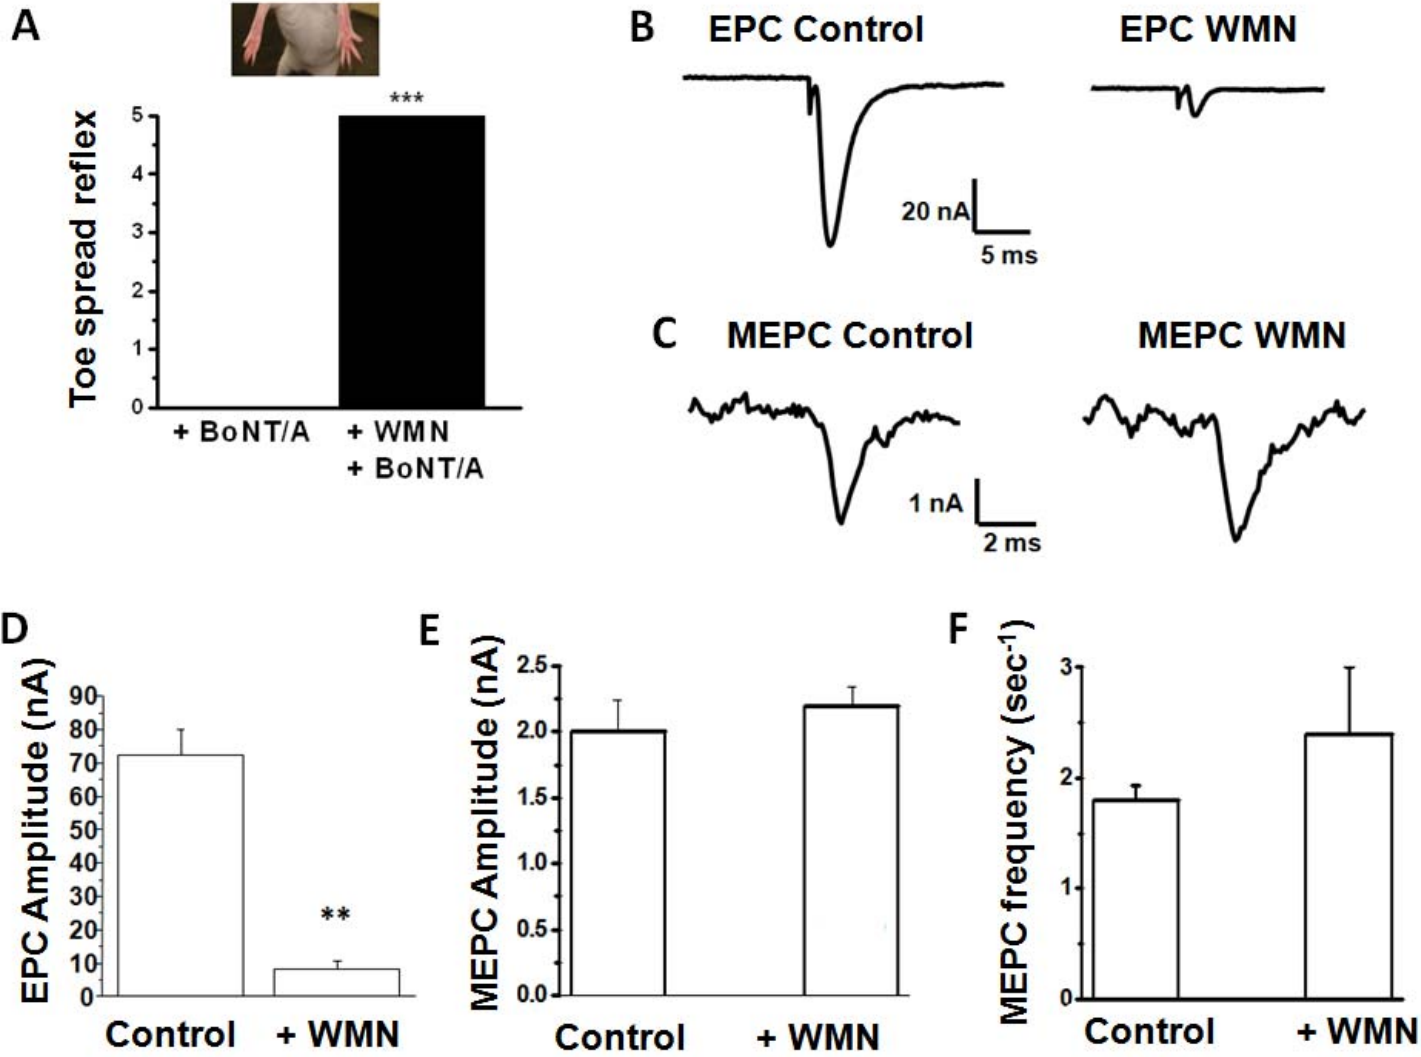 A
***
Toe spread reflex
5
4
3
2
1
0
+ BoNT/A
+ WMN
+ BoNT/A
B
EPC Control
EPC WMN
20 nA
5 ms
C
MEPC Control
MEPC WMN
1 nA
2 ms
D
EPC Amplitude (nA)
90
80
70
60
50
40
30
20
10
0
**
Control
+ WMN
E
MEPC Amplitude (nA)
2.5
2.0
1.5
1.0
0.5
0.0
Control
+ WMN
F
MEPC frequency (sec⁻¹)
3
2
1
0
Control
+ WMN